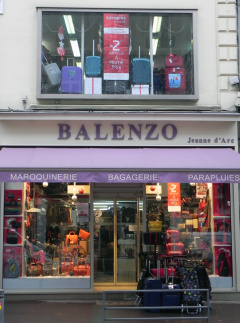 BALENZO
Jeanne d'Arc
MAROQUINERIE BAGAGERIE PARAPLUIES